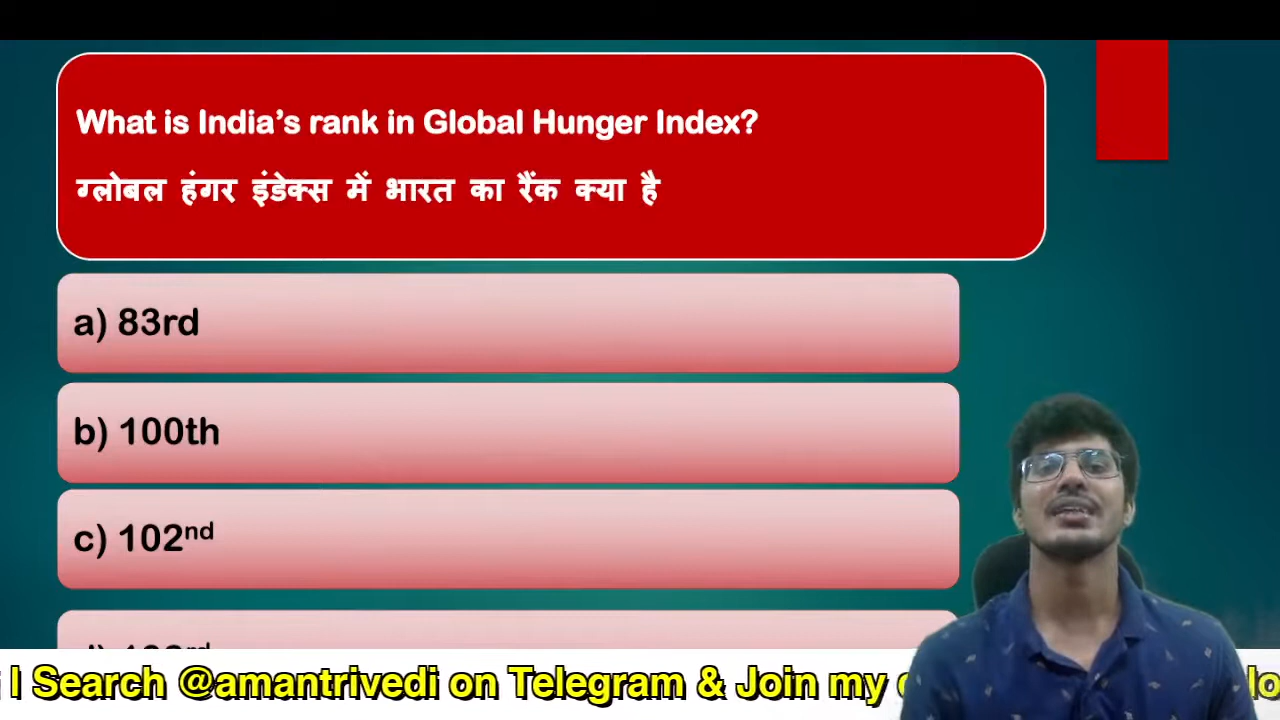 What is India's rank in Global Hunger Index?
ग्लोबल हंगर इंडेक्स में भारत का रैंक क्या है
a) 83rd
b) 100th
c) 102nd
I Search @amantrivedi on Telegram & Join my